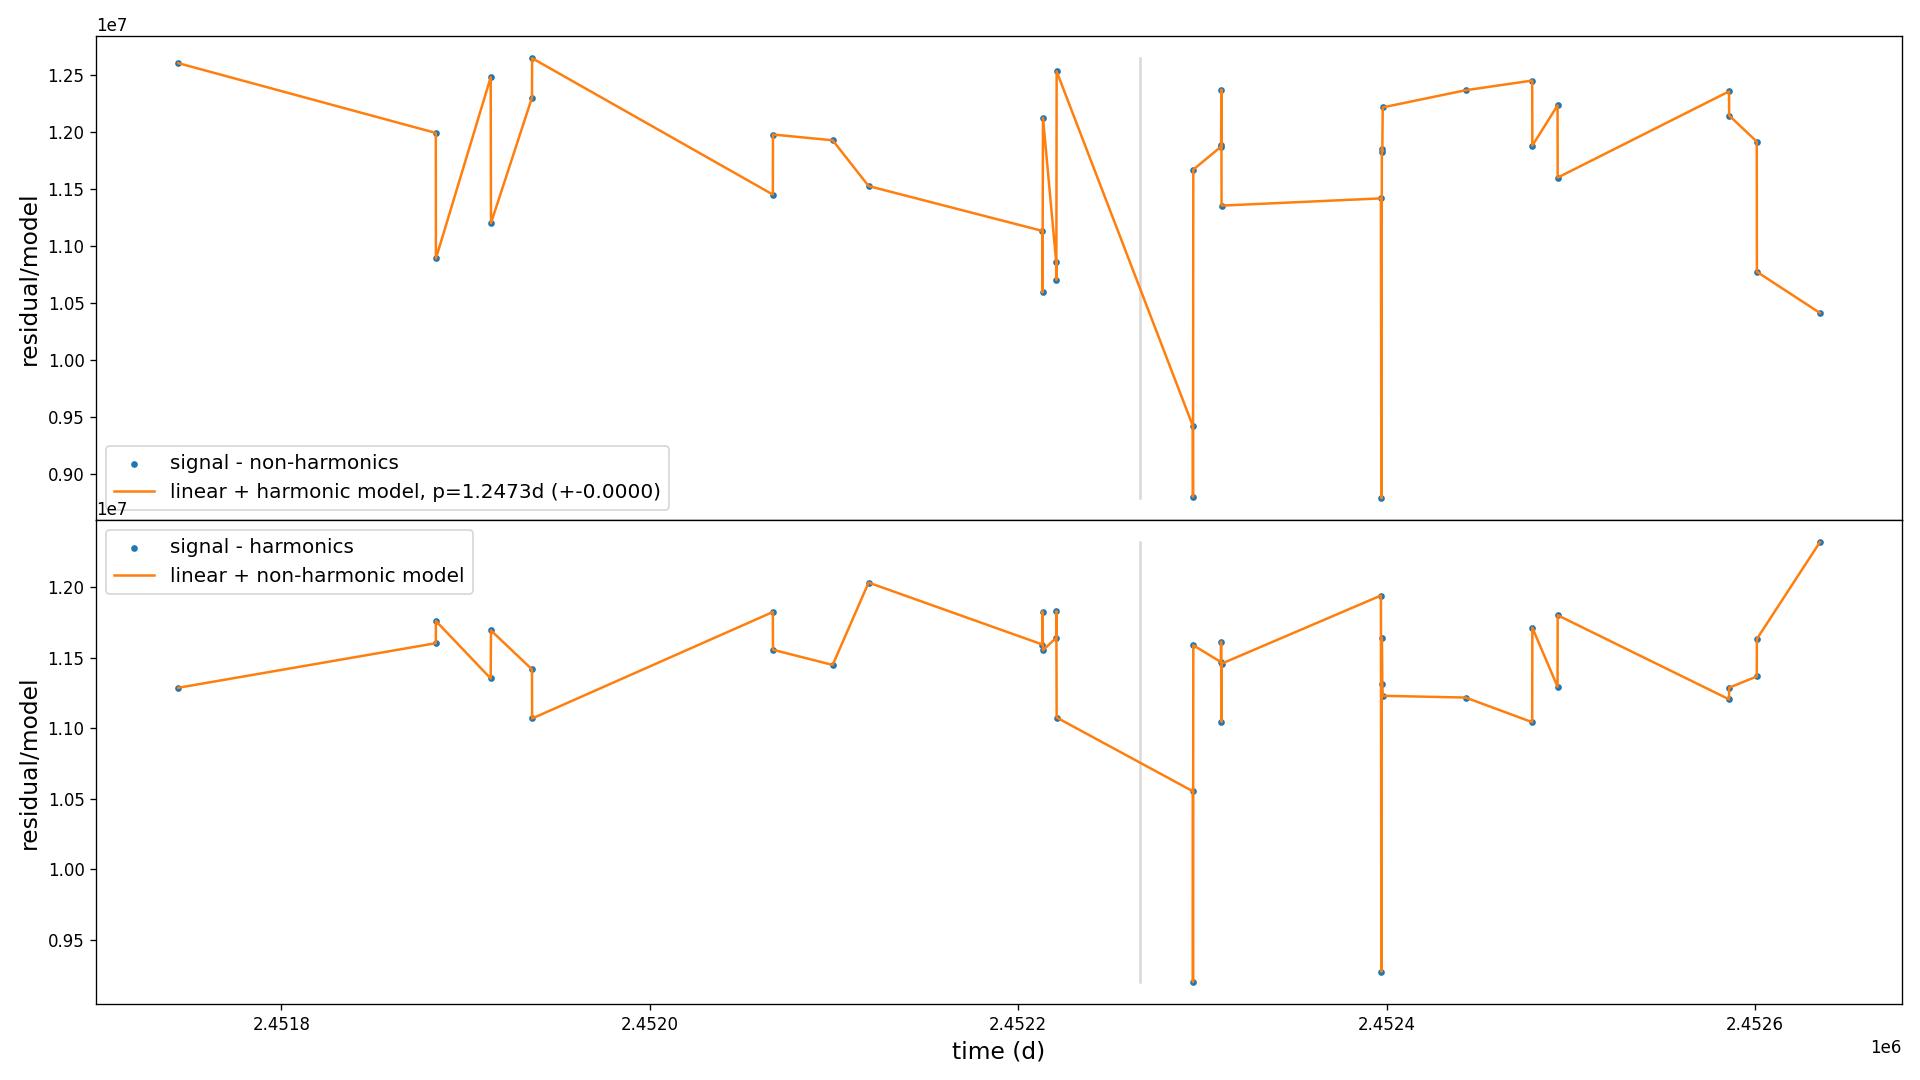 1e7
1.25
1.20
1.15
1.10
1.05
1.00
0.95
0.90
residual/model
signal - non-harmonics
linear + harmonic model, p=1.2473d (+-0.0000)
1e7
signal - harmonics
linear + non-harmonic model
1.20
1.15
1.10
1.05
1.00
0.95
residual/model
2.4518 2.4520 2.4522 2.4524 2.4526
time (d)
1e6